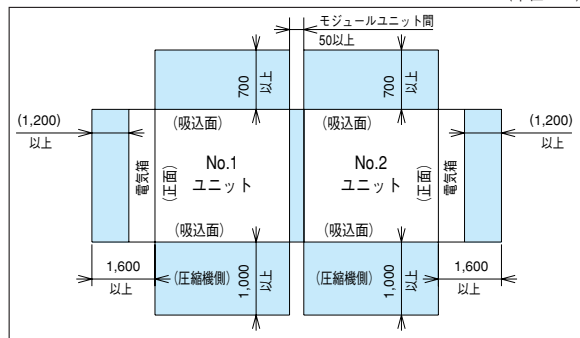 モジュールユニット間
50以上
700
以上
700
以上
(1,200)
以上
(1,200)
以上
(吸込面)
(吸込面)
電気箱
(正面)
No.1
ユニット
No.2
ユニット
(正面)
電気箱
(吸込面)
(吸込面)
1,600
以上
(圧縮機側)
1,000
以上
(圧縮機側)
1,000
以上
1,600
以上